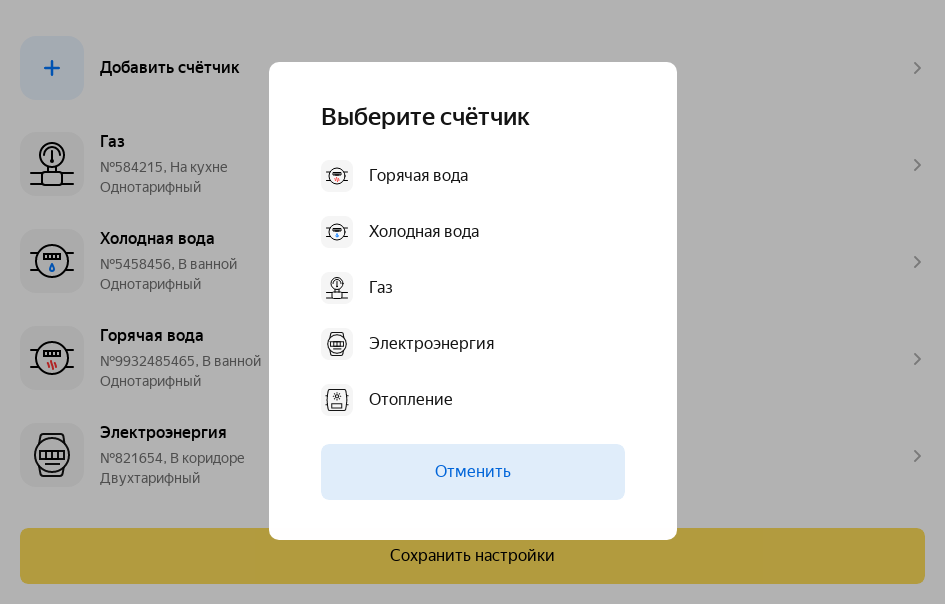 Добавить счётчик
Газ
№584215, На кухне
Однотарифный
Холодная вода
№5458456, В ванной
Однотарифный
Горячая вода
№9932485465, В ванной
Однотарифный
Электроэнергия
№821654, В коридоре
Двухтарифный
Выберите счётчик
Горячая вода
Холодная вода
Газ
Электроэнергия
Отопление
Отменить
Сохранить настройки